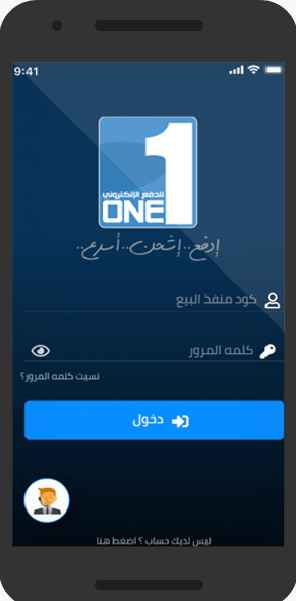 9:41
للدفع الإلكتروني
ONE 1
إدفع..إشحن..أسرع..
كود منفذ البيع
كلمه المرور
نسيت كلمه المرور؟
دخول
ليس لديك حساب ؟ اضغط هنا